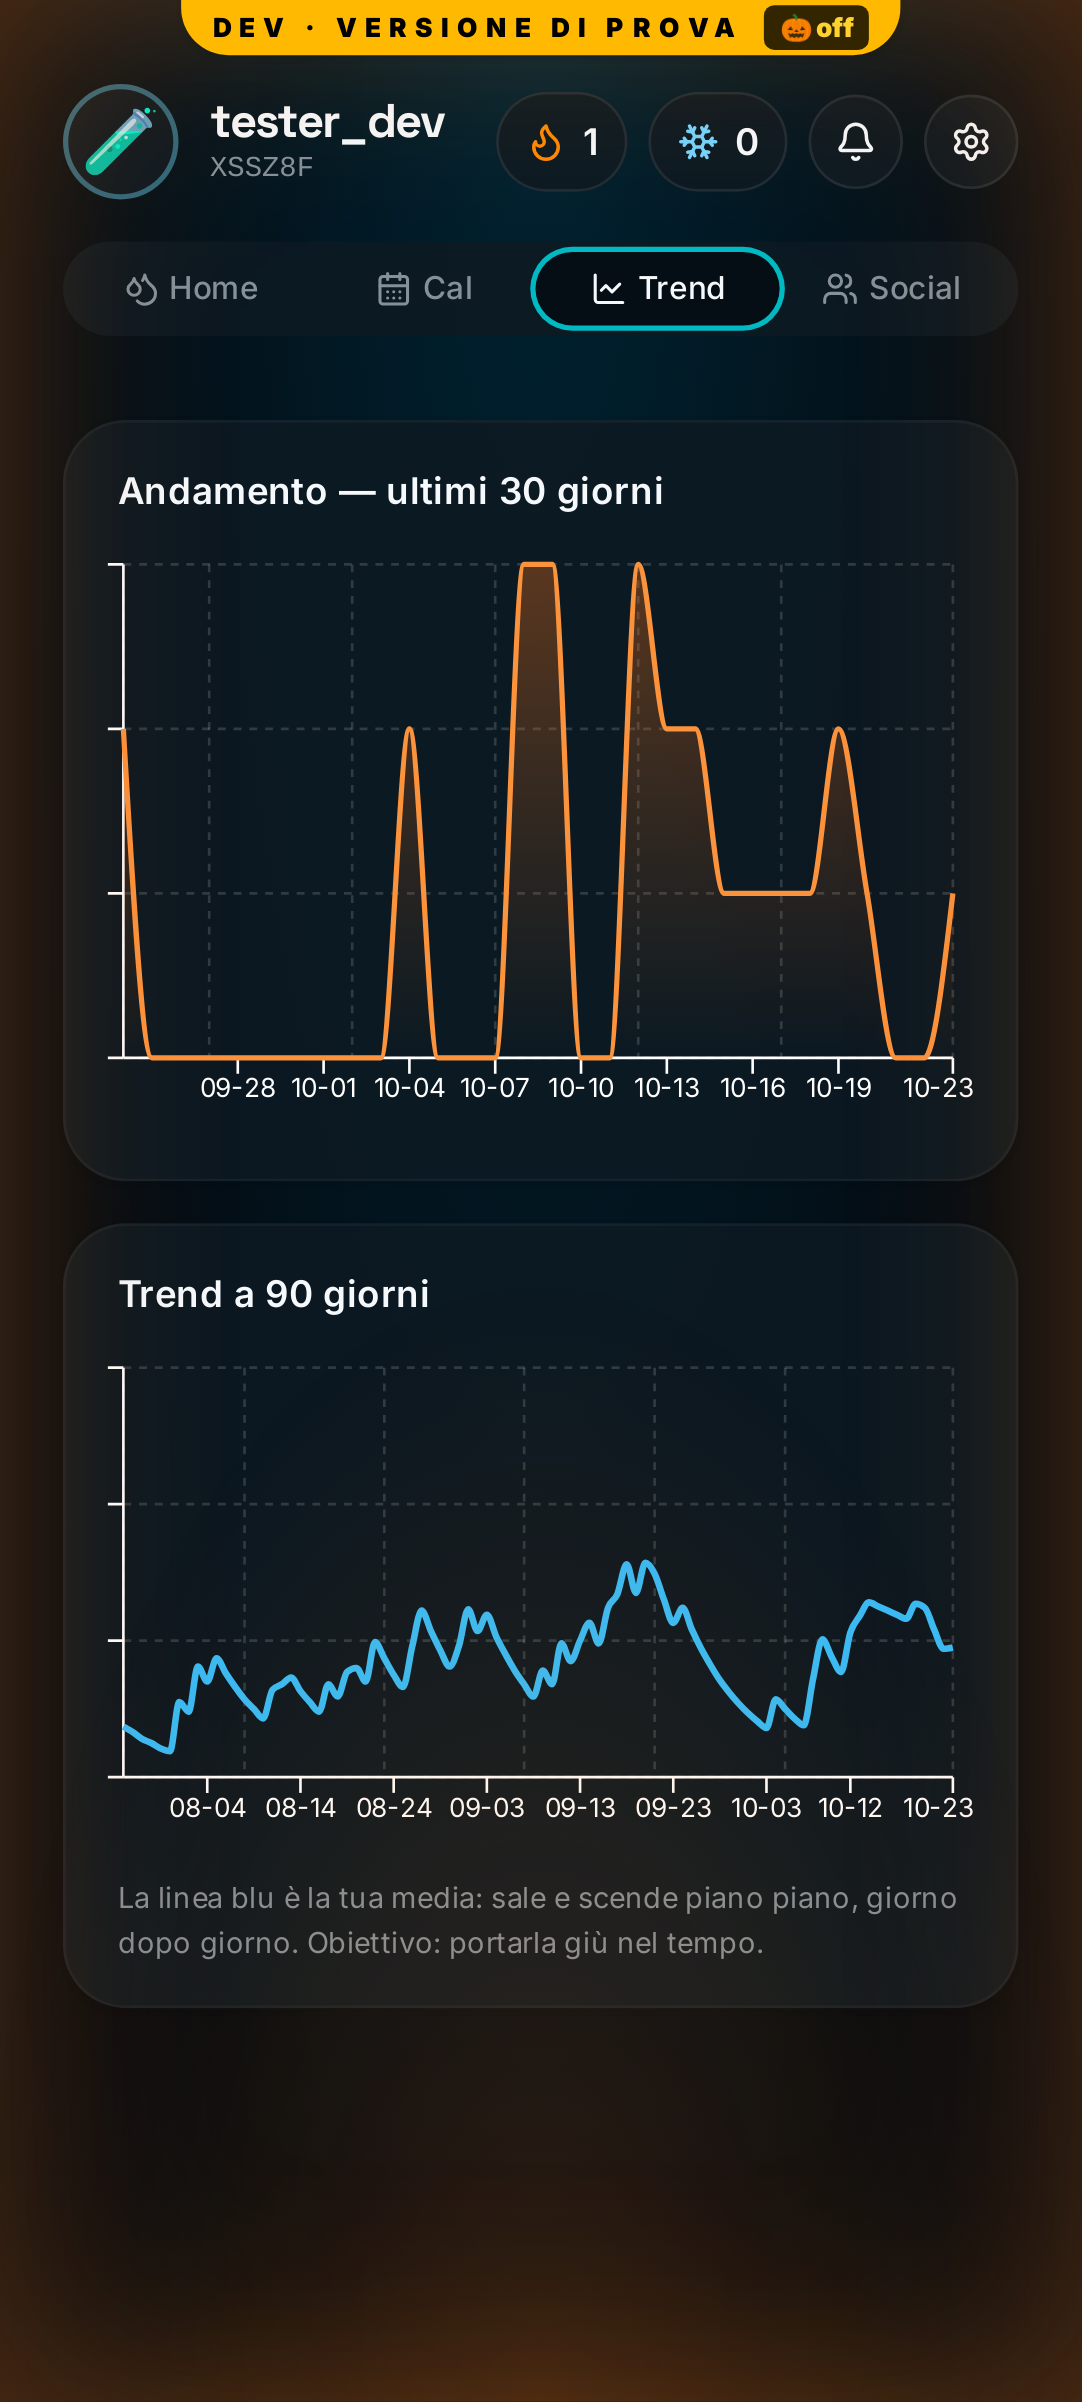 DEV · VERSIONE DI PROVA 🎃 off
tester_dev
XSSZ8F
1
0
Home
Cal
Trend
Social
Andamento — ultimi 30 giorni
09-28 10-01 10-04 10-07 10-10 10-13 10-16 10-19 10-23
Trend a 90 giorni
08-04 08-14 08-24 09-03 09-13 09-23 10-03 10-12 10-23
La linea blu è la tua media: sale e scende piano piano, giorno
dopo giorno. Obiettivo: portarla giù nel tempo.